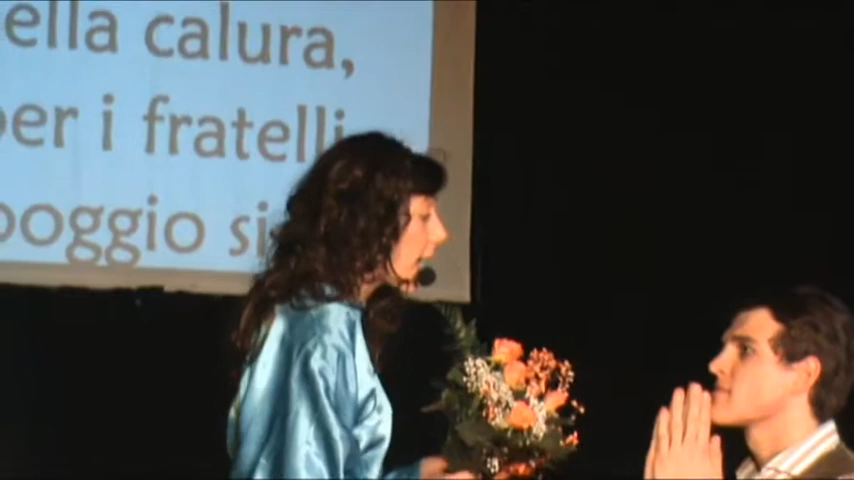 ella calura,
per i fratelli
poggio si